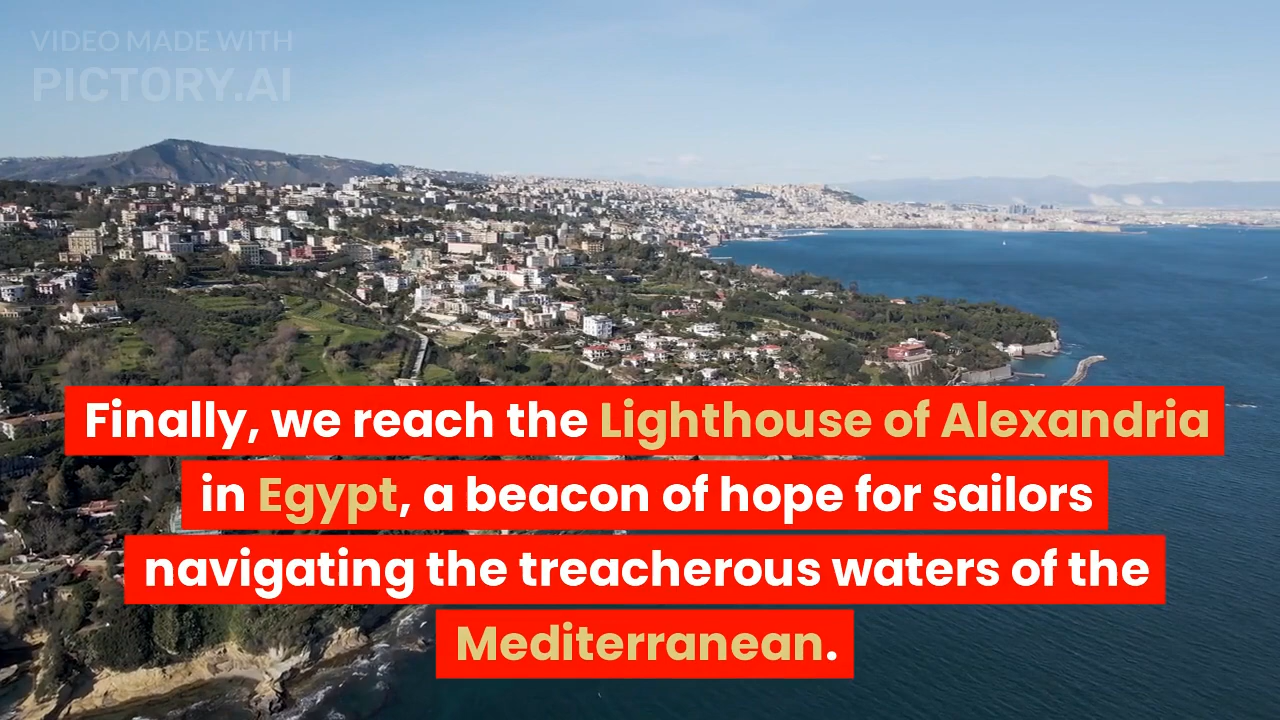 VIDEO MADE WITH
PICTORY.AI
Finally, we reach the Lighthouse of Alexandria
in Egypt, a beacon of hope for sailors
navigating the treacherous waters of the
Mediterranean.